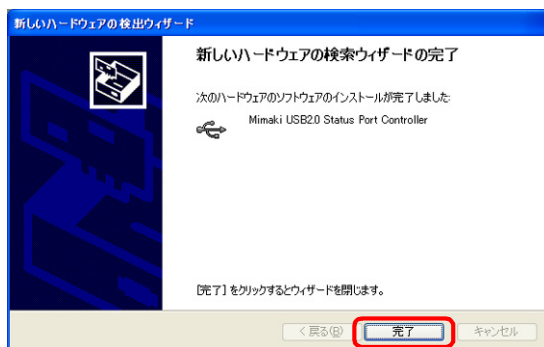 新しいハードウェアの検出ウィザード
新しいハードウェアの検索ウィザードの完了
次のハードウェアのソフトウェアのインストールが完了しました:
Mimaki USB2.0 Status Port Controller
[完了] をクリックするとウィザードを閉じます。
< 戻る(B) 完了 キャンセル